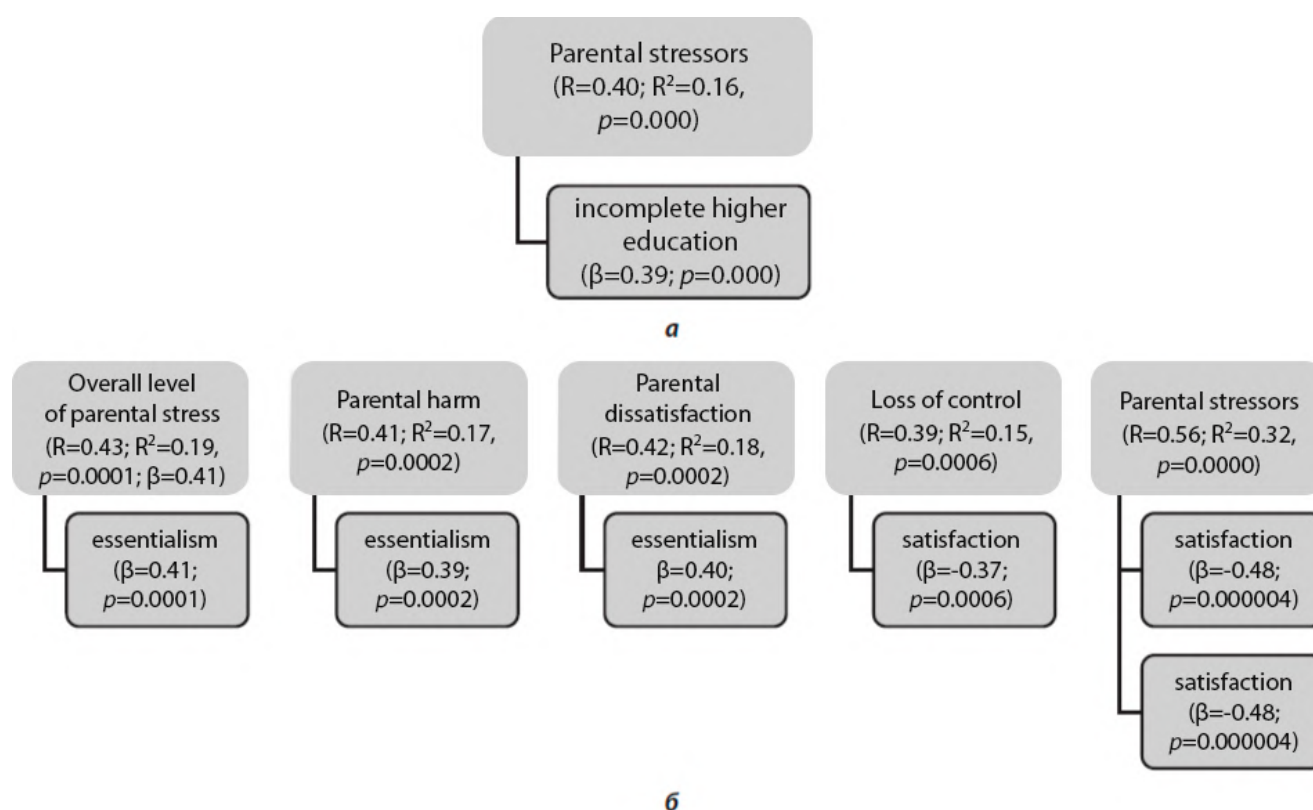 Parental stressors
(R=0.40; R²=0.16,
p=0.000)
incomplete higher
education
(β=0.39; p=0.000)
а
Overall level
of parental stress
(R=0.43; R²=0.19,
p=0.0001; β=0.41)
essentialism
(β=0.41;
p=0.0001)
Parental harm
(R=0.41; R²=0.17,
p=0.0002)
essentialism
(β=0.39;
p=0.0002)
Parental
dissatisfaction
(R=0.42; R²=0.18,
p=0.0002)
essentialism
β=0.40;
p=0.0002)
Loss of control
(R=0.39; R²=0.15,
p=0.0006)
satisfaction
(β=-0.37;
p=0.0006)
Parental stressors
(R=0.56; R²=0.32,
p=0.0000)
satisfaction
(β=-0.48;
p=0.000004)
satisfaction
(β=-0.48;
p=0.000004)
б